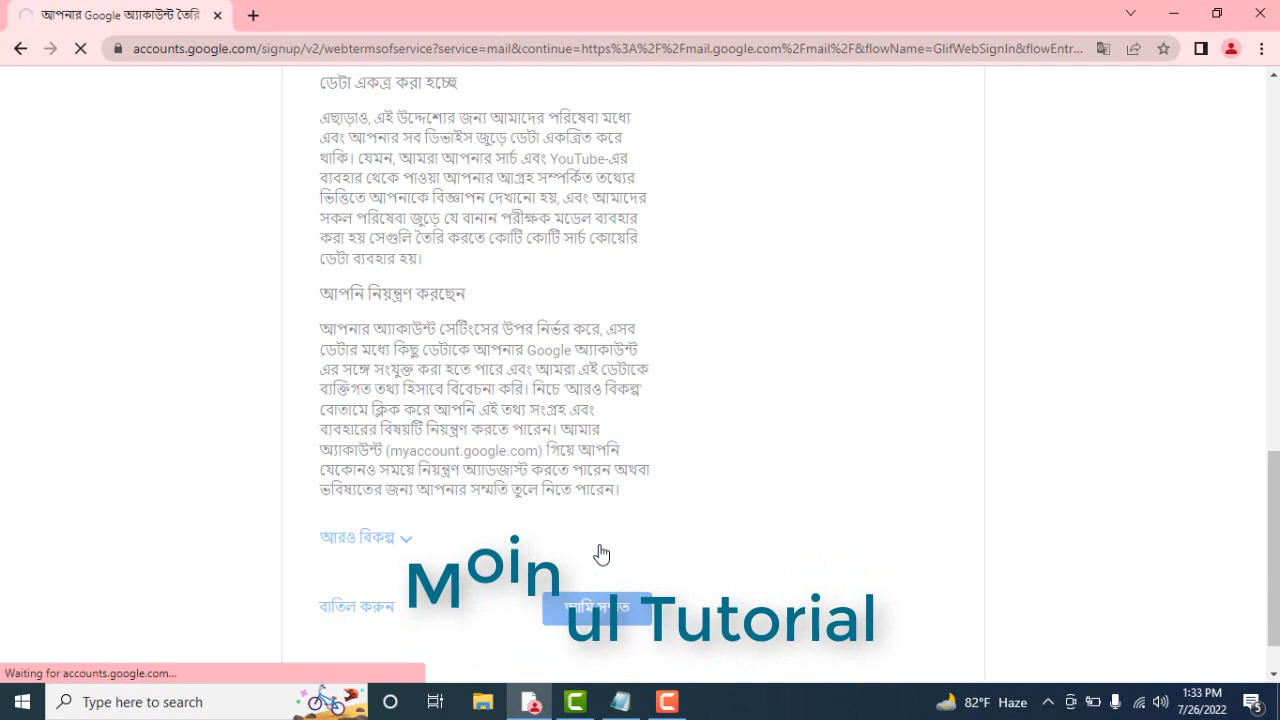 আপনার Google অ্যাকাউন্ট তৈরি
accounts.google.com/signup/v2/webtermsofservice?service=mail&continue=https%3A%2F%2Fmail.google.com%2Fmail%2F&flowName=GlifWebSignIn&flowEntr...
ডেটা একত্র করা হচ্ছে
এছাড়াও, এই উদ্দেশ্যের জন্য আমাদের পরিষেবা মধ্যে
এবং আপনার সব ডিভাইস জুড়ে ডেটা একত্রিত করে
থাকি। যেমন, আমরা আপনার সার্চ এবং YouTube-এর
ব্যবহার থেকে পাওয়া আপনার আগ্রহ সম্পর্কিত তথ্যের
ভিত্তিতে আপনাকে বিজ্ঞাপন দেখানো হয়, এবং আমাদের
সকল পরিষেবা জুড়ে যে বানান পরীক্ষক মডেল ব্যবহার
করা হয় সেগুলি তৈরি করতে কোটি কোটি সার্চ কোয়েরি
ডেটা ব্যবহার হয়।
আপনি নিয়ন্ত্রণ করছেন
আপনার অ্যাকাউন্ট সেটিংসের উপর নির্ভর করে, এসব
ডেটার মধ্যে কিছু ডেটাকে আপনার Google অ্যাকাউন্ট
এর সঙ্গে সংযুক্ত করা হতে পারে এবং আমরা এই ডেটাকে
ব্যক্তিগত তথ্য হিসাবে বিবেচনা করি। নিচে 'আরও বিকল্প'
বোতামে ক্লিক করে আপনি এই তথ্য সংগ্রহ এবং
ব্যবহারের বিষয়টি নিয়ন্ত্রণ করতে পারেন। আমার
অ্যাকাউন্ট (myaccount.google.com) গিয়ে আপনি
যেকোনও সময়ে নিয়ন্ত্রণ অ্যাডজাস্ট করতে পারেন অথবা
ভবিষ্যতের জন্য আপনার সম্মতি তুলে নিতে পারেন।
আরও বিকল্প
Moinul Tutorial
বাতিল করুন
আমি সম্মত
Waiting for accounts.google.com...
Type here to search
82°F Haze
1:33 PM
7/26/2022
5